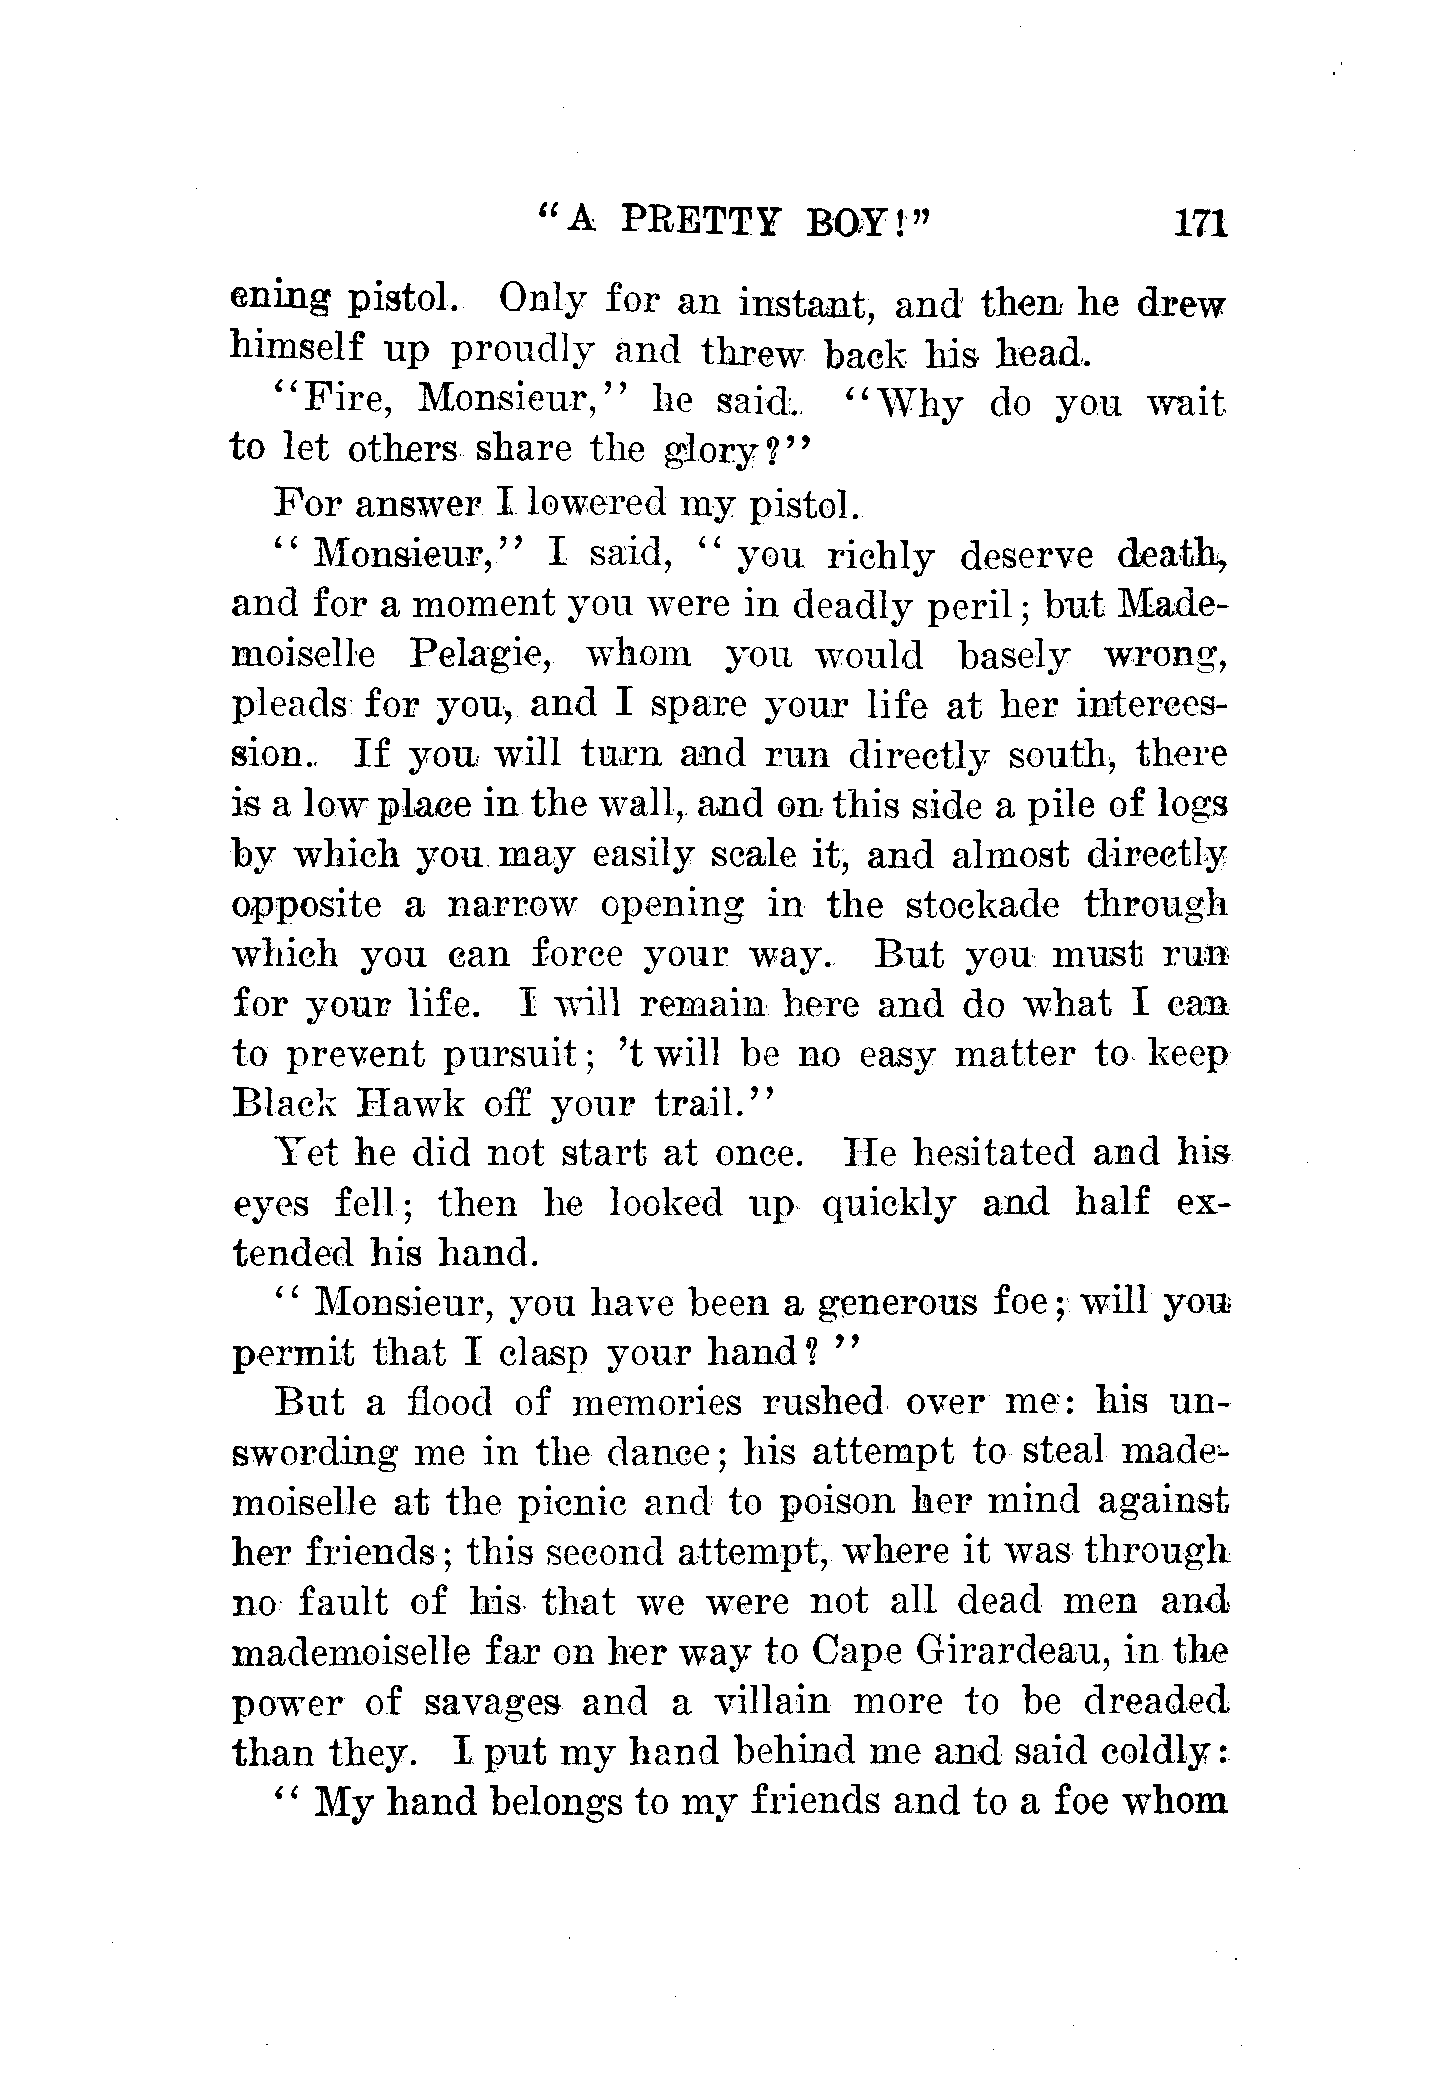 "A PRETTY BOY!" 171
ening pistol. Only for an instant, and then he drew
himself up proudly and threw back his head.
"Fire, Monsieur," he said. "Why do you wait
to let others share the glory?"
For answer I lowered my pistol.
" Monsieur," I said, " you richly deserve death,
and for a moment you were in deadly peril; but Made-
moiselle Pelagie, whom you would basely wrong,
pleads for you, and I spare your life at her interces-
sion. If you will turn and run directly south, there
is a low place in the wall, and on this side a pile of logs
by which you may easily scale it, and almost directly
opposite a narrow opening in the stockade through
which you can force your way. But you must run
for your life. I will remain here and do what I can
to prevent pursuit; 't will be no easy matter to keep
Black Hawk off your trail."
Yet he did not start at once. He hesitated and his
eyes fell; then he looked up quickly and half ex-
tended his hand.
" Monsieur, you have been a generous foe; will you
permit that I clasp your hand? "
But a flood of memories rushed over me: his un-
swording me in the dance; his attempt to steal made-
moiselle at the picnic and to poison her mind against
her friends; this second attempt, where it was through
no fault of his that we were not all dead men and
mademoiselle far on her way to Cape Girardeau, in the
power of savages and a villain more to be dreaded
than they. I put my hand behind me and said coldly:
" My hand belongs to my friends and to a foe whom